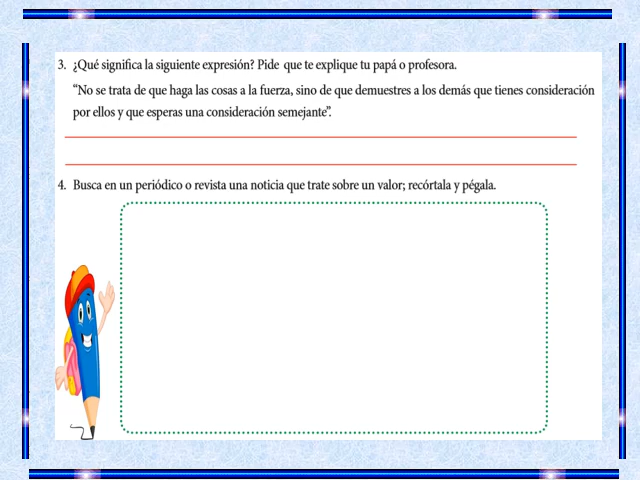 3. ¿Qué significa la siguiente expresión? Pide que te explique tu papá o profesora.
“No se trata de que haga las cosas a la fuerza, sino de que demuestres a los demás que tienes consideración
por ellos y que esperas una consideración semejante”.
4. Busca en un periódico o revista una noticia que trate sobre un valor; recórtala y pégala.